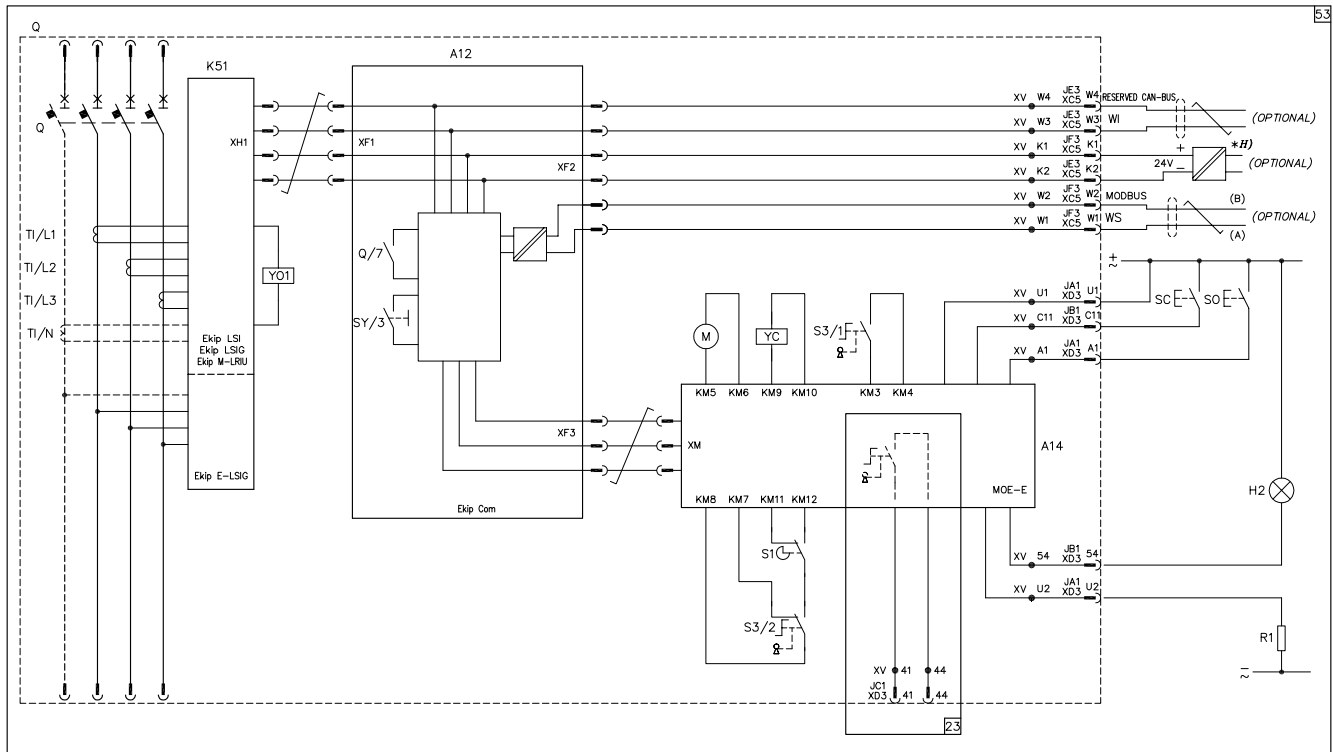 53
Q
K51
A12
Q
XH1
XF1
XF2
XV W4 JE3 XC5 W4 RESERVED CAN-BUS
XV W3 JE3 XC5 W3 WI
(OPTIONAL)
XV K1 JF3 XC5 K1 + *H)
XV K2 JE3 XC5 K2 24V −
(OPTIONAL)
XV W2 JF3 XC5 W2 MODBUS (B)
XV W1 JF3 XC5 W1 WS (A)
(OPTIONAL)
TI/L1
TI/L2
TI/L3
TI/N
YO1
Q/7
SY/3
Ekip LSI
Ekip LSIG
Ekip M-LRIU
Ekip E-LSIG
Ekip Com
+
~
XV U1 JA1 XD3 U1
SC
SO
XV C11 JB1 XD3 C11
XV A1 JA1 XD3 A1
M
YC
S3/1
KM5 KM6 KM9 KM10 KM3 KM4
XF3
XM
A14
MOE-E
KM8 KM7 KM11 KM12
H2
S1
S3/2
XV 54 JB1 XD3 54
XV U2 JA1 XD3 U2
R1
−
~
XV 41 44
JC1 XD3 41 44
23